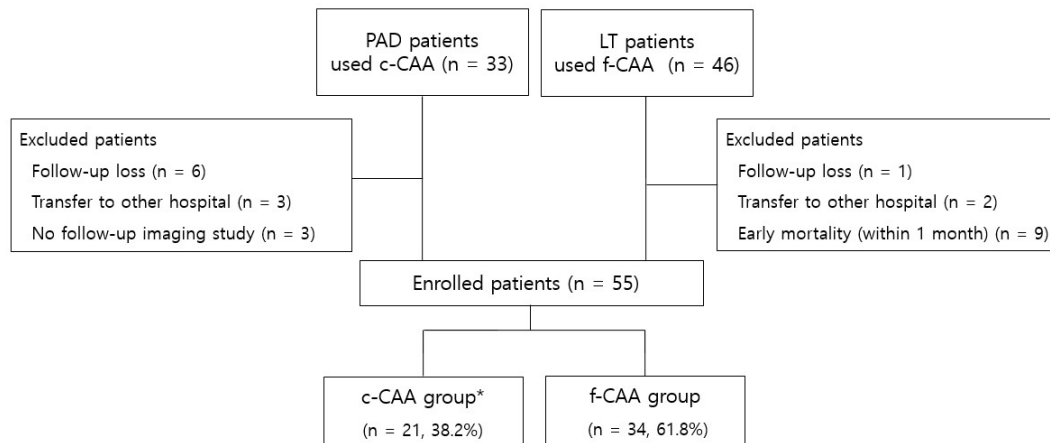 PAD patients
used c-CAA (n = 33)
LT patients
used f-CAA (n = 46)
Excluded patients
Follow-up loss (n = 6)
Transfer to other hospital (n = 3)
No follow-up imaging study (n = 3)
Excluded patients
Follow-up loss (n = 1)
Transfer to other hospital (n = 2)
Early mortality (within 1 month) (n = 9)
Enrolled patients (n = 55)
c-CAA group*
(n = 21, 38.2%)
f-CAA group
(n = 34, 61.8%)